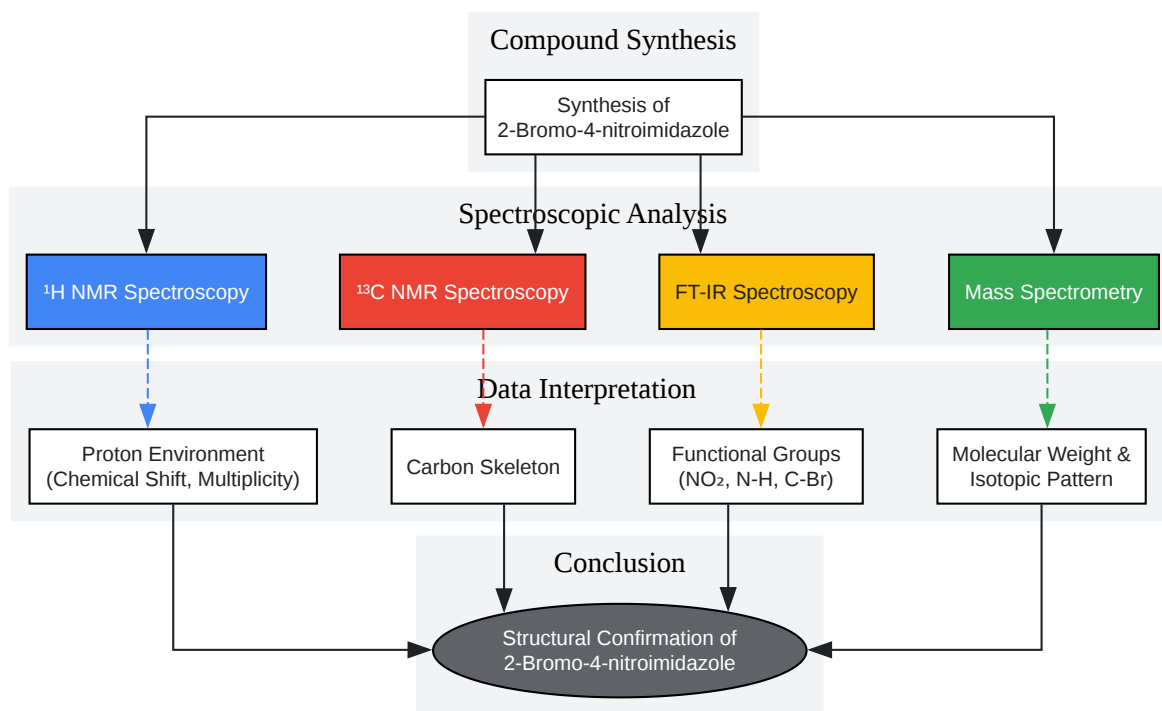 Compound Synthesis
Synthesis of
2-Bromo-4-nitroimidazole
Spectroscopic Analysis
¹H NMR Spectroscopy
¹³C NMR Spectroscopy
FT-IR Spectroscopy
Mass Spectrometry
Data Interpretation
Proton Environment
(Chemical Shift, Multiplicity)
Carbon Skeleton
Functional Groups
(NO₂, N-H, C-Br)
Molecular Weight &
Isotopic Pattern
Conclusion
Structural Confirmation of
2-Bromo-4-nitroimidazole